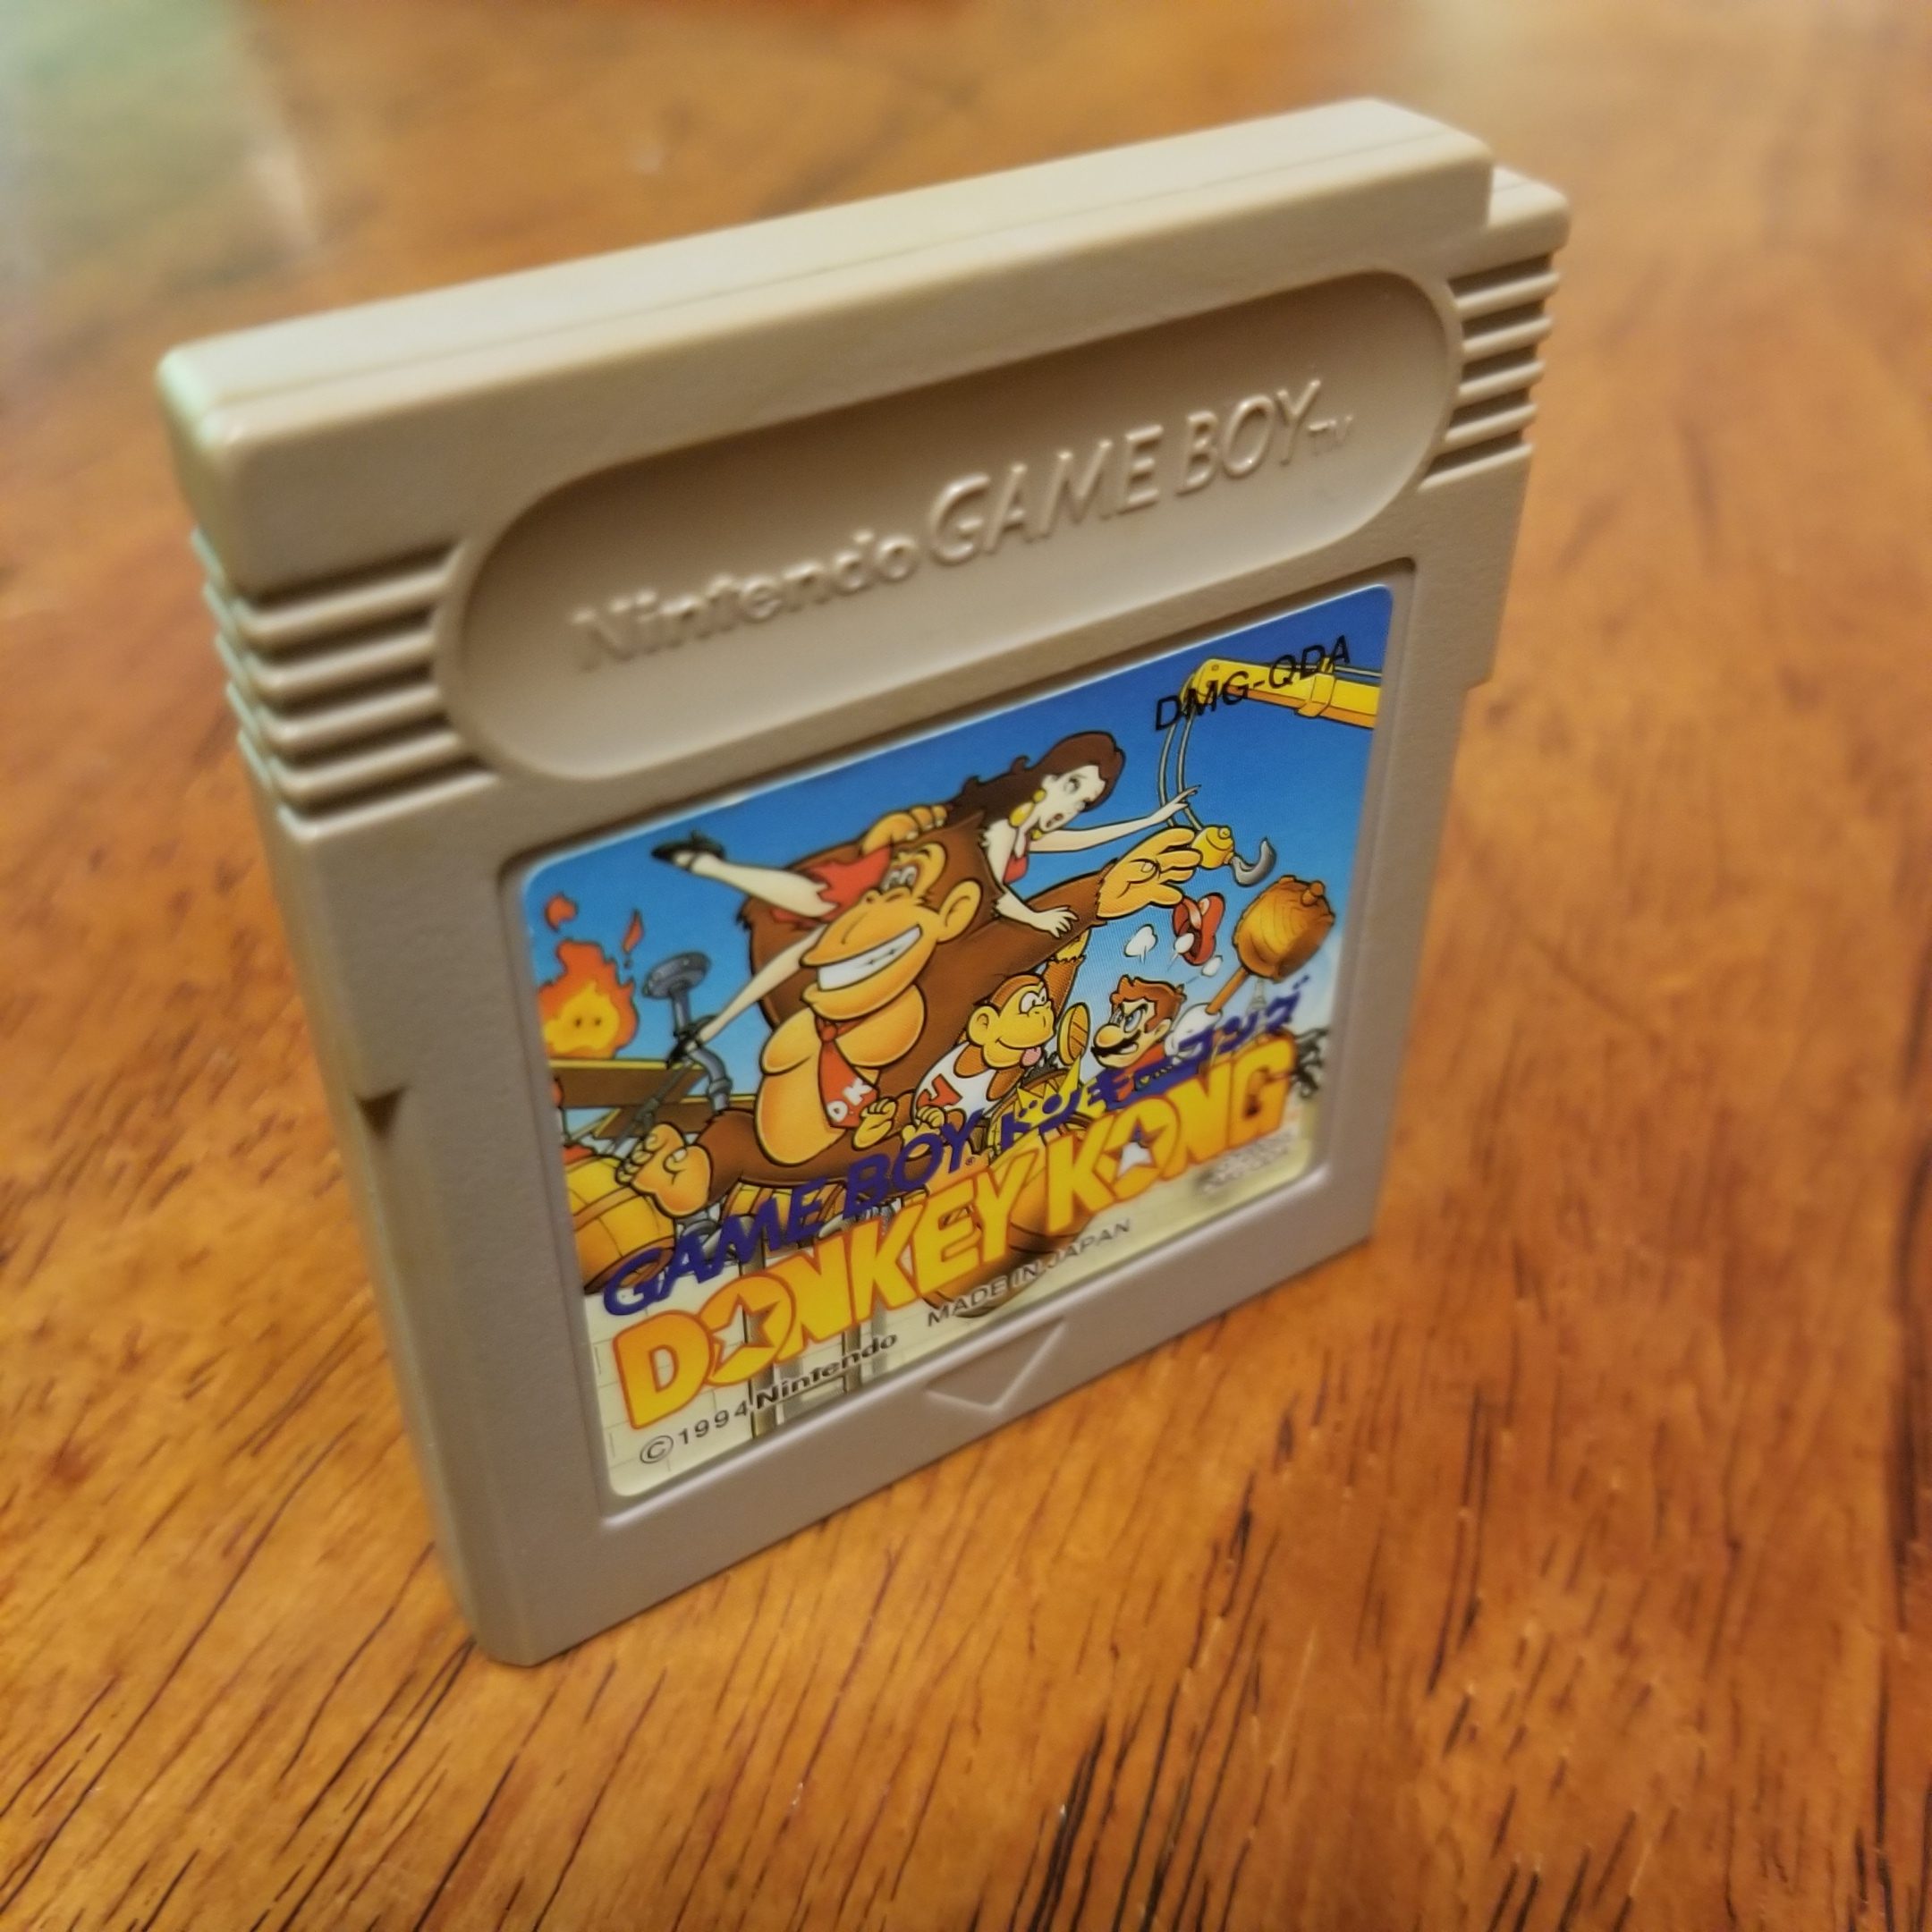 Nintendo GAME BOY™
DMG-QDA
DK
GAME BOY® ドンキーコング
DONKEY KONG
MADE IN JAPAN
©1994 Nintendo